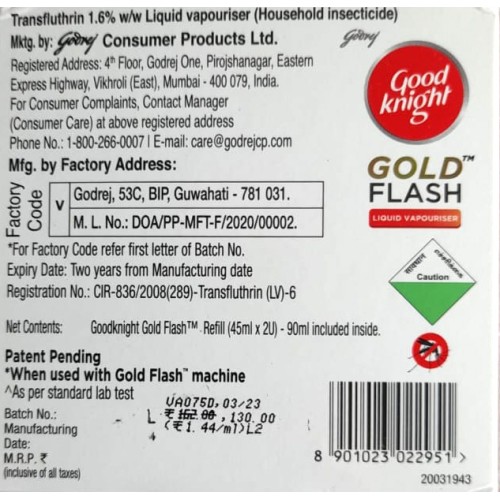 Transfluthrin 1.6% w/w Liquid vapouriser (Household insecticide)
Mktg. by: Godrej Consumer Products Ltd.
Godrej
Registered Address: 4th Floor, Godrej One, Pirojshanagar, Eastern
Express Highway, Vikhroli (East), Mumbai - 400 079, India.
For Consumer Complaints, Contact Manager
(Consumer Care) at above registered address
Phone No.: 1-800-266-0007 | E-mail: care@godrejcp.com
Good
knight
GOLD™
FLASH
LIQUID VAPOURISER
Mfg. by Factory Address:
Factory
Code
V
Godrej, 53C, BIP, Guwahati - 781 031.
M. L. No.: DOA/PP-MFT-F/2020/00002.
*For Factory Code refer first letter of Batch No.
Expiry Date: Two years from Manufacturing date
Registration No.: CIR-836/2008(289)-Transfluthrin (LV)-6
सावधान
Caution
Net Contents: Goodknight Gold Flash™ Refill (45ml x 2U) - 90ml included inside.
Patent Pending
*When used with Gold Flash™ machine
^As per standard lab test
Batch No.:
Manufacturing
Date:
M.R.P. ₹
(inclusive of all taxes)
VA075D, 03/23
L ₹ 162.00, 130.00
(₹1.44/ml)L2
8 901023 022951 >
20031943